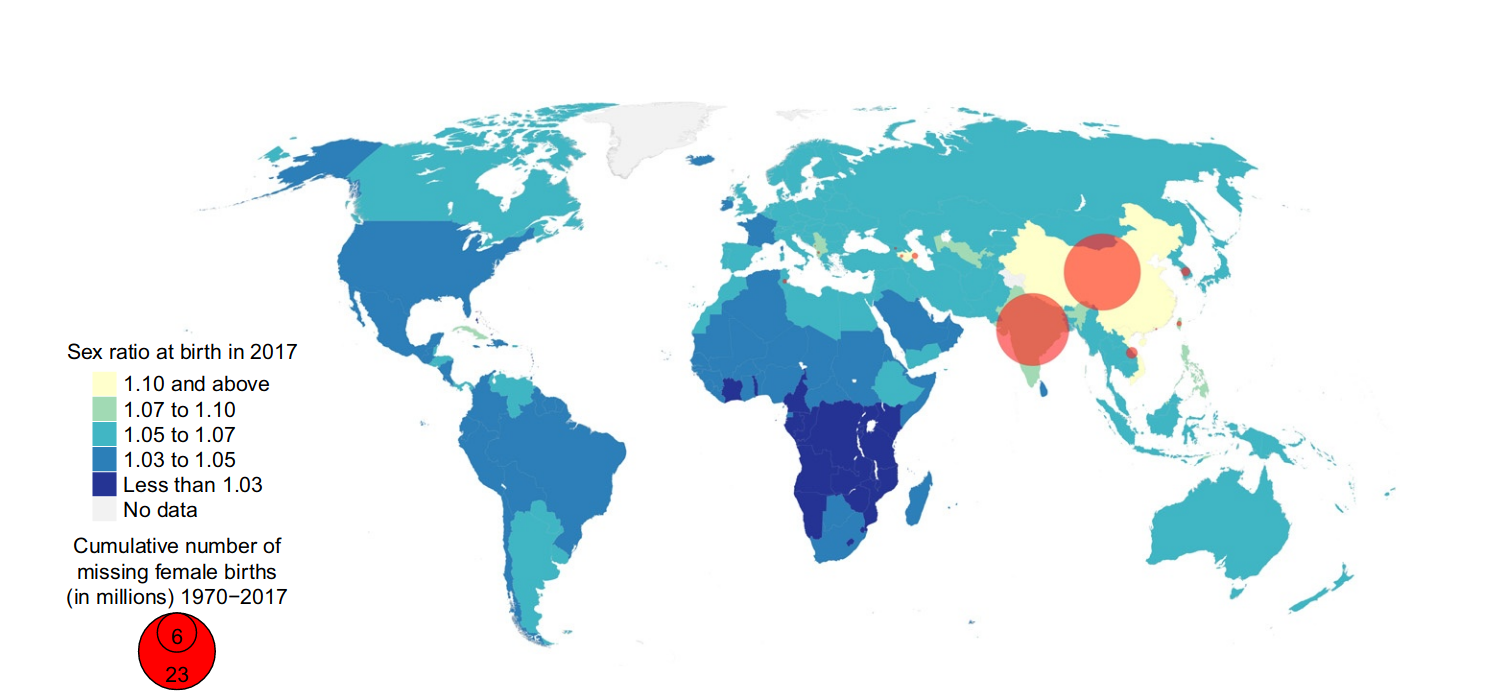 Sex ratio at birth in 2017
1.10 and above
1.07 to 1.10
1.05 to 1.07
1.03 to 1.05
Less than 1.03
No data
Cumulative number of
missing female births
(in millions) 1970−2017
6
23